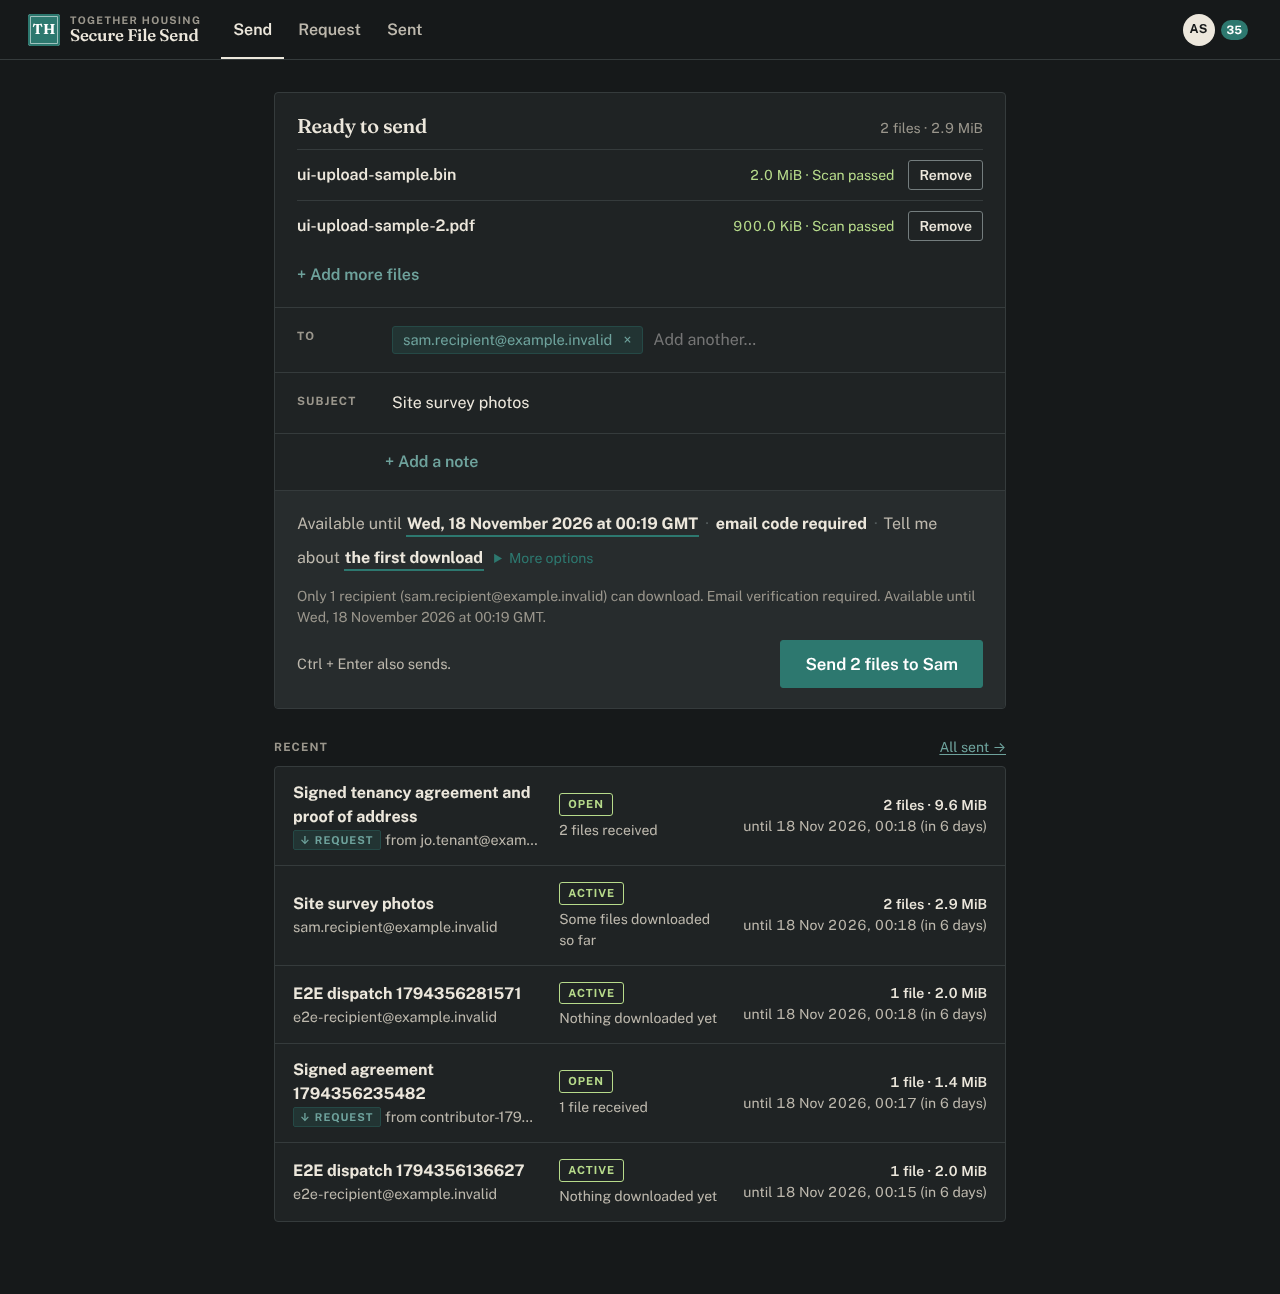 TH
TOGETHER HOUSING
Secure File Send
Send
Request
Sent
AS
35
Ready to send
2 files · 2.9 MiB
ui-upload-sample.bin
2.0 MiB · Scan passed
Remove
ui-upload-sample-2.pdf
900.0 KiB · Scan passed
Remove
+ Add more files
TO
sam.recipient@example.invalid ×
Add another...
SUBJECT
Site survey photos
+ Add a note
Available until Wed, 18 November 2026 at 00:19 GMT · email code required · Tell me
about the first download ▶ More options
Only 1 recipient (sam.recipient@example.invalid) can download. Email verification required. Available until
Wed, 18 November 2026 at 00:19 GMT.
Ctrl + Enter also sends.
Send 2 files to Sam
RECENT
All sent →
Signed tenancy agreement and
proof of address
↓ REQUEST from jo.tenant@exam...
OPEN
2 files received
2 files · 9.6 MiB
until 18 Nov 2026, 00:18 (in 6 days)
Site survey photos
sam.recipient@example.invalid
ACTIVE
Some files downloaded
so far
2 files · 2.9 MiB
until 18 Nov 2026, 00:18 (in 6 days)
E2E dispatch 1794356281571
e2e-recipient@example.invalid
ACTIVE
Nothing downloaded yet
1 file · 2.0 MiB
until 18 Nov 2026, 00:18 (in 6 days)
Signed agreement
1794356235482
↓ REQUEST from contributor-179...
OPEN
1 file received
1 file · 1.4 MiB
until 18 Nov 2026, 00:17 (in 6 days)
E2E dispatch 1794356136627
e2e-recipient@example.invalid
ACTIVE
Nothing downloaded yet
1 file · 2.0 MiB
until 18 Nov 2026, 00:15 (in 6 days)